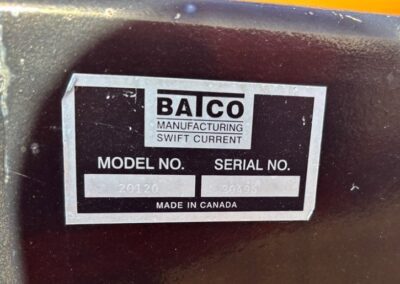 BATCO
MANUFACTURING
SWIFT CURRENT
MODEL NO. SERIAL NO.
20120
MADE IN CANADA